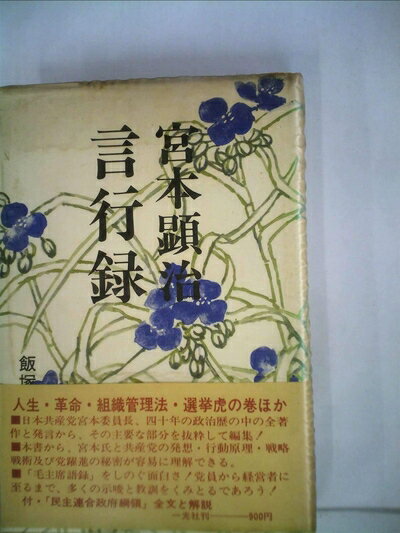 宮本顕治
言行録
飯塚
人生・革命・組織管理法・選挙虎の巻ほか
■日本共産党宮本委員長、四十年の政治歴の中の全著
作と発言から、その主要な部分を抜粋して編集!
■本書から、宮本氏と共産党の発想・行動原理・戦略
戦術及び党躍進の秘密が容易に理解できる。
■「毛主席語録」をしのぐ面白さ!党員から経営者に
至るまで、多くの示唆と教訓をくみとるであろう!
付・「民主連合政府綱領」全文と解説
一光社刊―900円